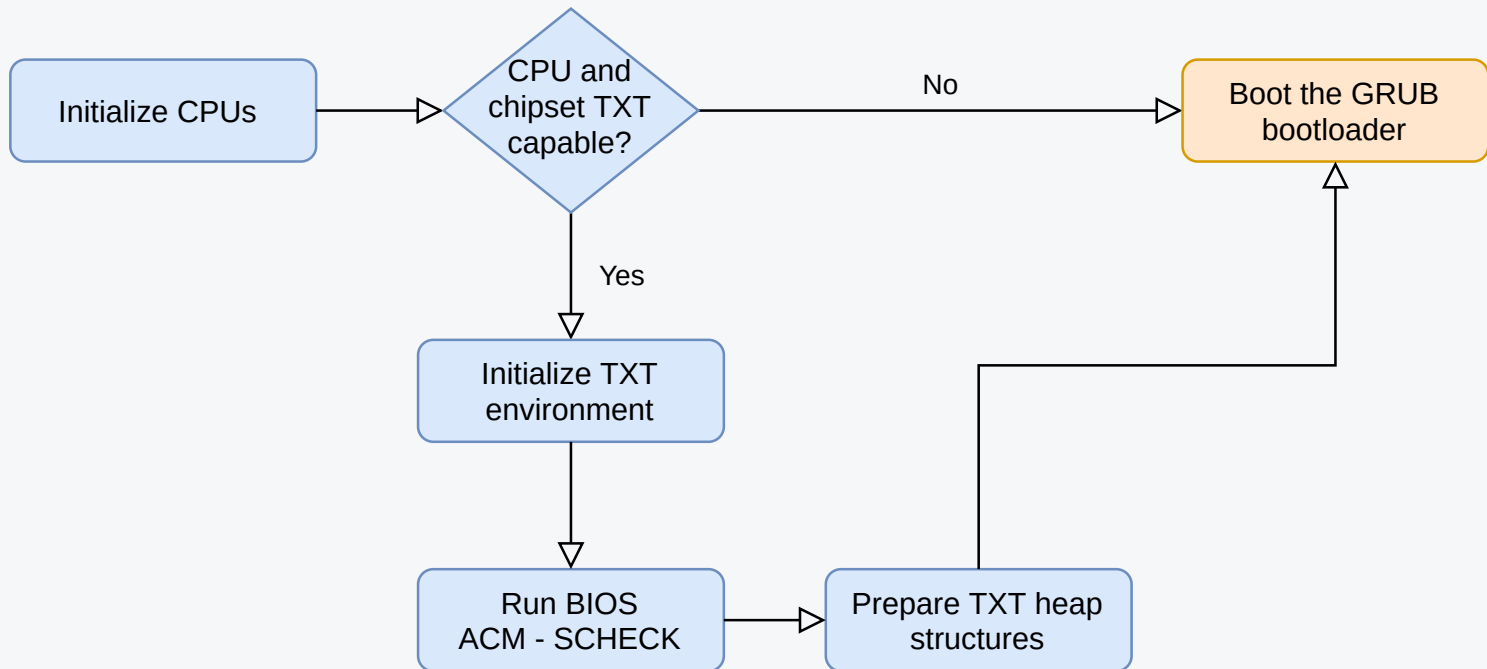 Initialize CPUs
CPU and
chipset TXT
capable?
No
Boot the GRUB
bootloader
Yes
Initialize TXT
environment
Run BIOS
ACM - SCHECK
Prepare TXT heap
structures